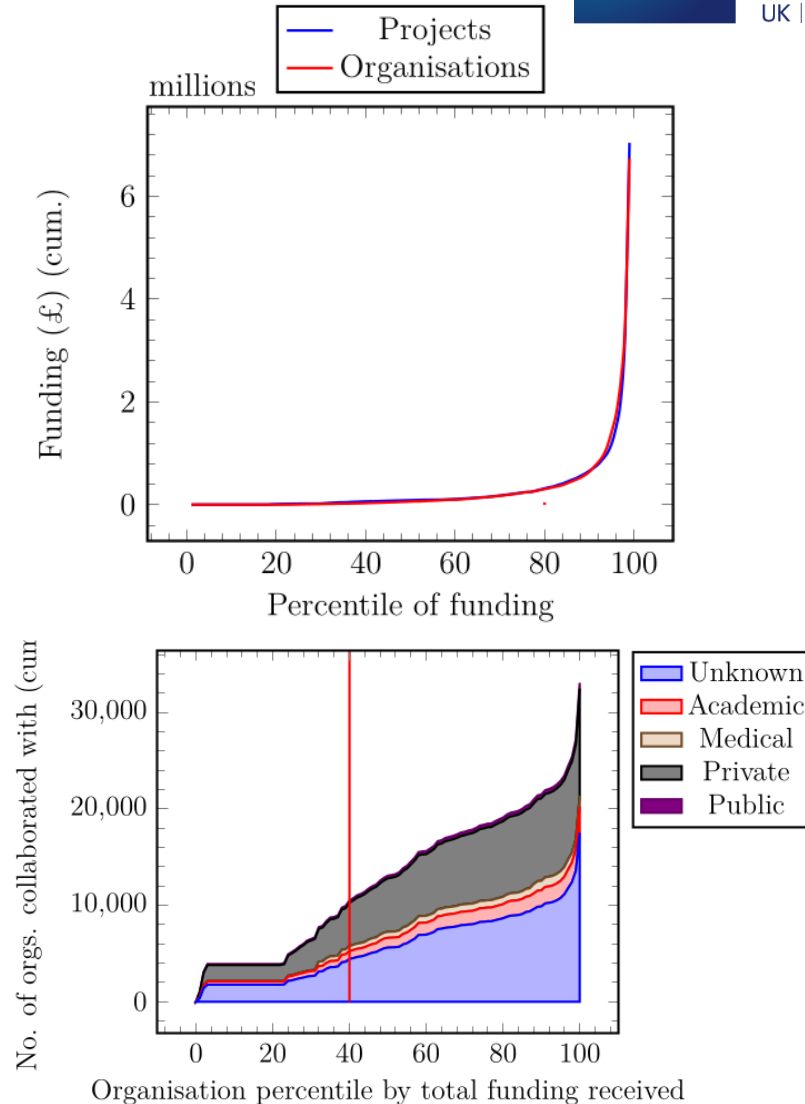 UK |
Projects
Organisations
millions
Funding (£) (cum.)
6
4
2
0
0 20 40 60 80 100
Percentile of funding
No. of orgs. collaborated with (cum
30,000
20,000
10,000
0
0 20 40 60 80 100
Organisation percentile by total funding received
Unknown
Academic
Medical
Private
Public